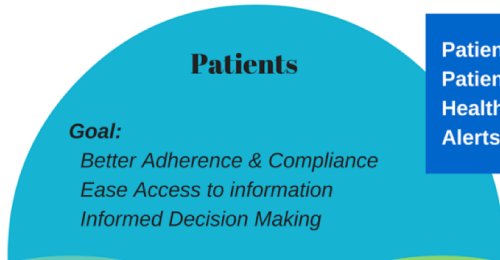 Patients
Goal:
Better Adherence & Compliance
Ease Access to information
Informed Decision Making
Alerts